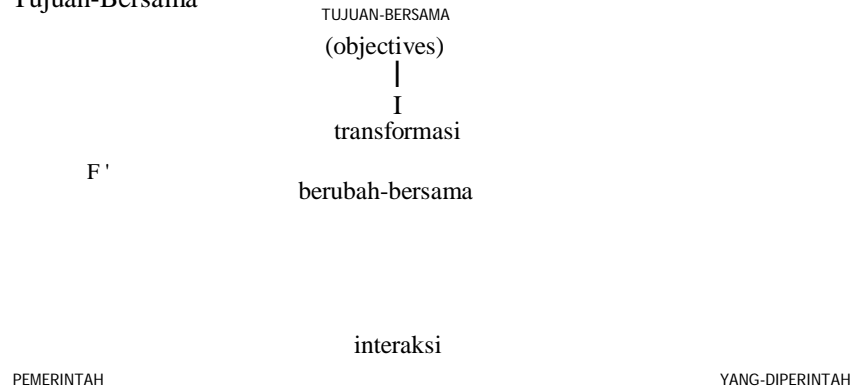 Tujuan-Bersama
TUJUAN-BERSAMA
(objectives)
|
I
transformasi
F '
berubah-bersama
interaksi
PEMERINTAH YANG-DIPERINTAH